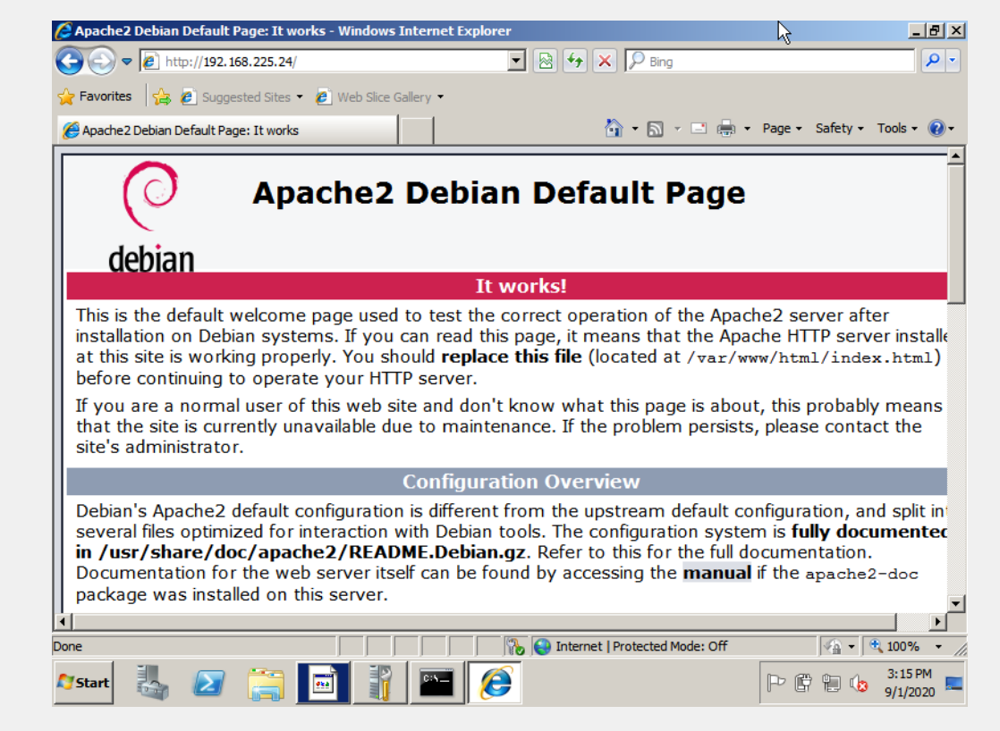 Apache2 Debian Default Page: It works - Windows Internet Explorer
http://192.168.225.24/
Bing
Favorites
Suggested Sites
Web Slice Gallery
Apache2 Debian Default Page: It works
Page
Safety
Tools
debian
Apache2 Debian Default Page
It works!
This is the default welcome page used to test the correct operation of the Apache2 server after
installation on Debian systems. If you can read this page, it means that the Apache HTTP server installe
at this site is working properly. You should replace this file (located at /var/www/html/index.html)
before continuing to operate your HTTP server.
If you are a normal user of this web site and don't know what this page is about, this probably means
that the site is currently unavailable due to maintenance. If the problem persists, please contact the
site's administrator.
Configuration Overview
Debian's Apache2 default configuration is different from the upstream default configuration, and split int
several files optimized for interaction with Debian tools. The configuration system is fully documented
in /usr/share/doc/apache2/README.Debian.gz. Refer to this for the full documentation.
Documentation for the web server itself can be found by accessing the manual if the apache2-doc
package was installed on this server.
Done
Internet | Protected Mode: Off
100%
Start
C:\
3:15 PM
9/1/2020